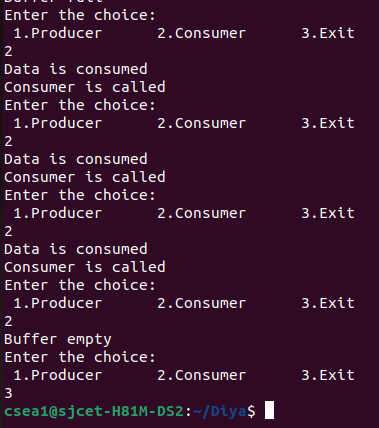 Buffer full
Enter the choice:
 1.Producer      2.Consumer      3.Exit
2
Data is consumed
Consumer is called
Enter the choice:
 1.Producer      2.Consumer      3.Exit
2
Data is consumed
Consumer is called
Enter the choice:
 1.Producer      2.Consumer      3.Exit
2
Data is consumed
Consumer is called
Enter the choice:
 1.Producer      2.Consumer      3.Exit
2
Buffer empty
Enter the choice:
 1.Producer      2.Consumer      3.Exit
3
csea1@sjcet-H81M-DS2:~/Diya$